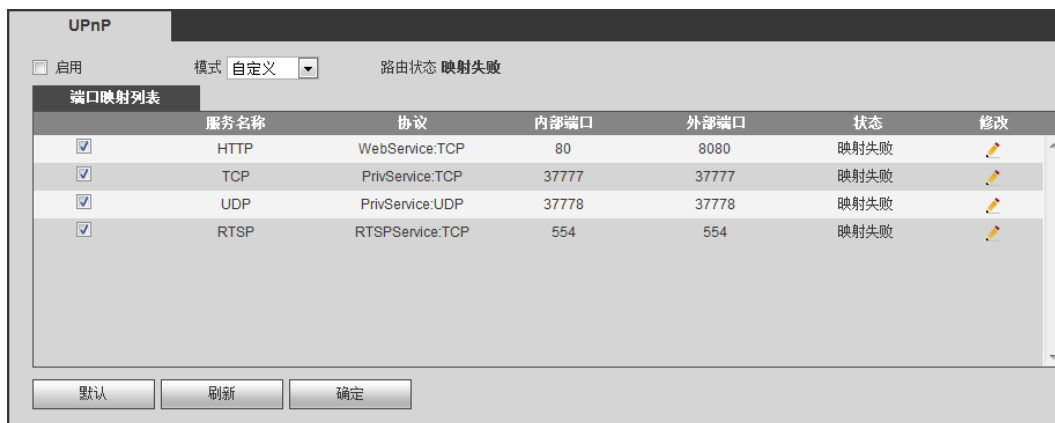 UPnP
启用 模式 自定义 路由状态 映射失败
端口映射列表
服务名称 协议 内部端口 外部端口 状态 修改
HTTP WebService:TCP 80 8080 映射失败
TCP PrivService:TCP 37777 37777 映射失败
UDP PrivService:UDP 37778 37778 映射失败
RTSP RTSPService:TCP 554 554 映射失败
默认 刷新 确定